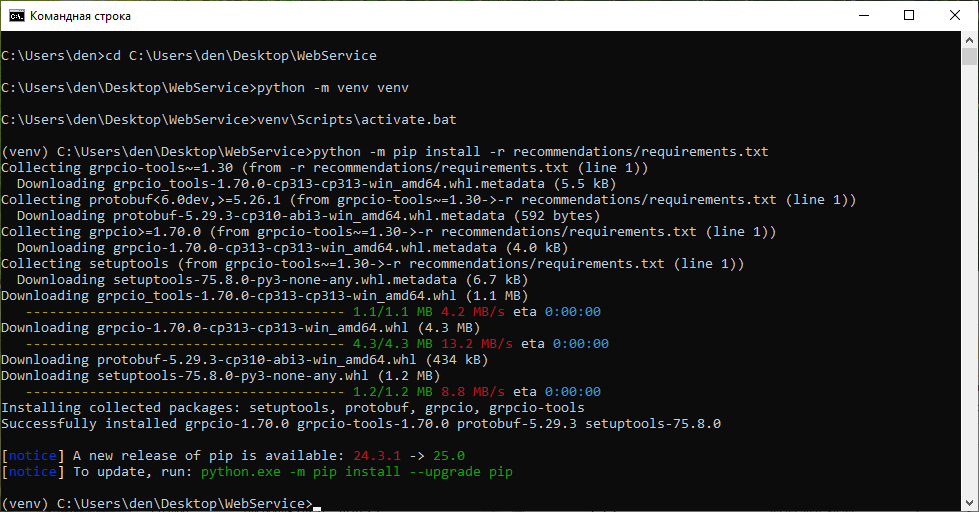 Командная строка
C:\Users\den>cd C:\Users\den\Desktop\WebService
C:\Users\den\Desktop\WebService>python -m venv venv
C:\Users\den\Desktop\WebService>venv\Scripts\activate.bat
(venv) C:\Users\den\Desktop\WebService>python -m pip install -r recommendations/requirements.txt
Collecting grpcio-tools~=1.30 (from -r recommendations/requirements.txt (line 1))
  Downloading grpcio_tools-1.70.0-cp313-cp313-win_amd64.whl.metadata (5.5 kB)
Collecting protobuf<6.0dev,>=5.26.1 (from grpcio-tools~=1.30->-r recommendations/requirements.txt (line 1))
  Downloading protobuf-5.29.3-cp310-abi3-win_amd64.whl.metadata (592 bytes)
Collecting grpcio>=1.70.0 (from grpcio-tools~=1.30->-r recommendations/requirements.txt (line 1))
  Downloading grpcio-1.70.0-cp313-cp313-win_amd64.whl.metadata (4.0 kB)
Collecting setuptools (from grpcio-tools~=1.30->-r recommendations/requirements.txt (line 1))
  Downloading setuptools-75.8.0-py3-none-any.whl.metadata (6.7 kB)
Downloading grpcio_tools-1.70.0-cp313-cp313-win_amd64.whl (1.1 MB)
   ---------------------------------------- 1.1/1.1 MB 4.2 MB/s eta 0:00:00
Downloading grpcio-1.70.0-cp313-cp313-win_amd64.whl (4.3 MB)
   ---------------------------------------- 4.3/4.3 MB 13.2 MB/s eta 0:00:00
Downloading protobuf-5.29.3-cp310-abi3-win_amd64.whl (434 kB)
Downloading setuptools-75.8.0-py3-none-any.whl (1.2 MB)
   ---------------------------------------- 1.2/1.2 MB 8.8 MB/s eta 0:00:00
Installing collected packages: setuptools, protobuf, grpcio, grpcio-tools
Successfully installed grpcio-1.70.0 grpcio-tools-1.70.0 protobuf-5.29.3 setuptools-75.8.0
[notice] A new release of pip is available: 24.3.1 -> 25.0
[notice] To update, run: python.exe -m pip install --upgrade pip
(venv) C:\Users\den\Desktop\WebService>